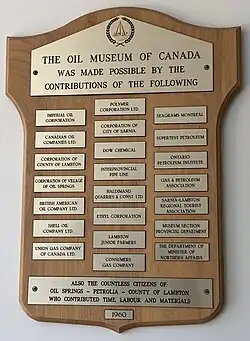 THE OIL MUSEUM OF CANADA
WAS MADE POSSIBLE BY THE
CONTRIBUTIONS OF THE FOLLOWING
IMPERIAL OIL
CORPORATION
CANADIAN OIL
COMPANIES LTD.
CORPORATION OF
COUNTY OF LAMBTON
CORPORATION OF VILLAGE
OF OIL SPRINGS
BRITISH AMERICAN
OIL COMPANY LTD.
SHELL OIL
COMPANY LTD.
UNION GAS COMPANY
OF CANADA LTD.
POLYMER
CORPORATION LTD.
CORPORATION OF
CITY OF SARNIA
DOW CHEMICAL
INTERPROVINCIAL
PIPE LINE
HALDIMAND
QUARRIES & CONST LTD.
ETHYL CORPORATION
LAMBTON
JUNIOR FARMERS
CONSUMERS
GAS COMPANY
SEAGRAMS MONTREAL
SUPERTEST PETROLEUM
ONTARIO
PETROLEUM INSTITUTE
GAS & PETROLEUM
ASSOCIATION
SARNIA-LAMBTON
REGIONAL TOURIST
ASSOCIATION
MUSEUM SECTION
PROVINCIAL DEPARTMENT
THE DEPARTMENT OF
MINISTER OF
NORTHERN AFFAIRS
ALSO THE COUNTLESS CITIZENS OF
OIL SPRINGS - PETROLIA - COUNTY OF LAMBTON
WHO CONTRIBUTED TIME, LABOUR AND MATERIALS
1960